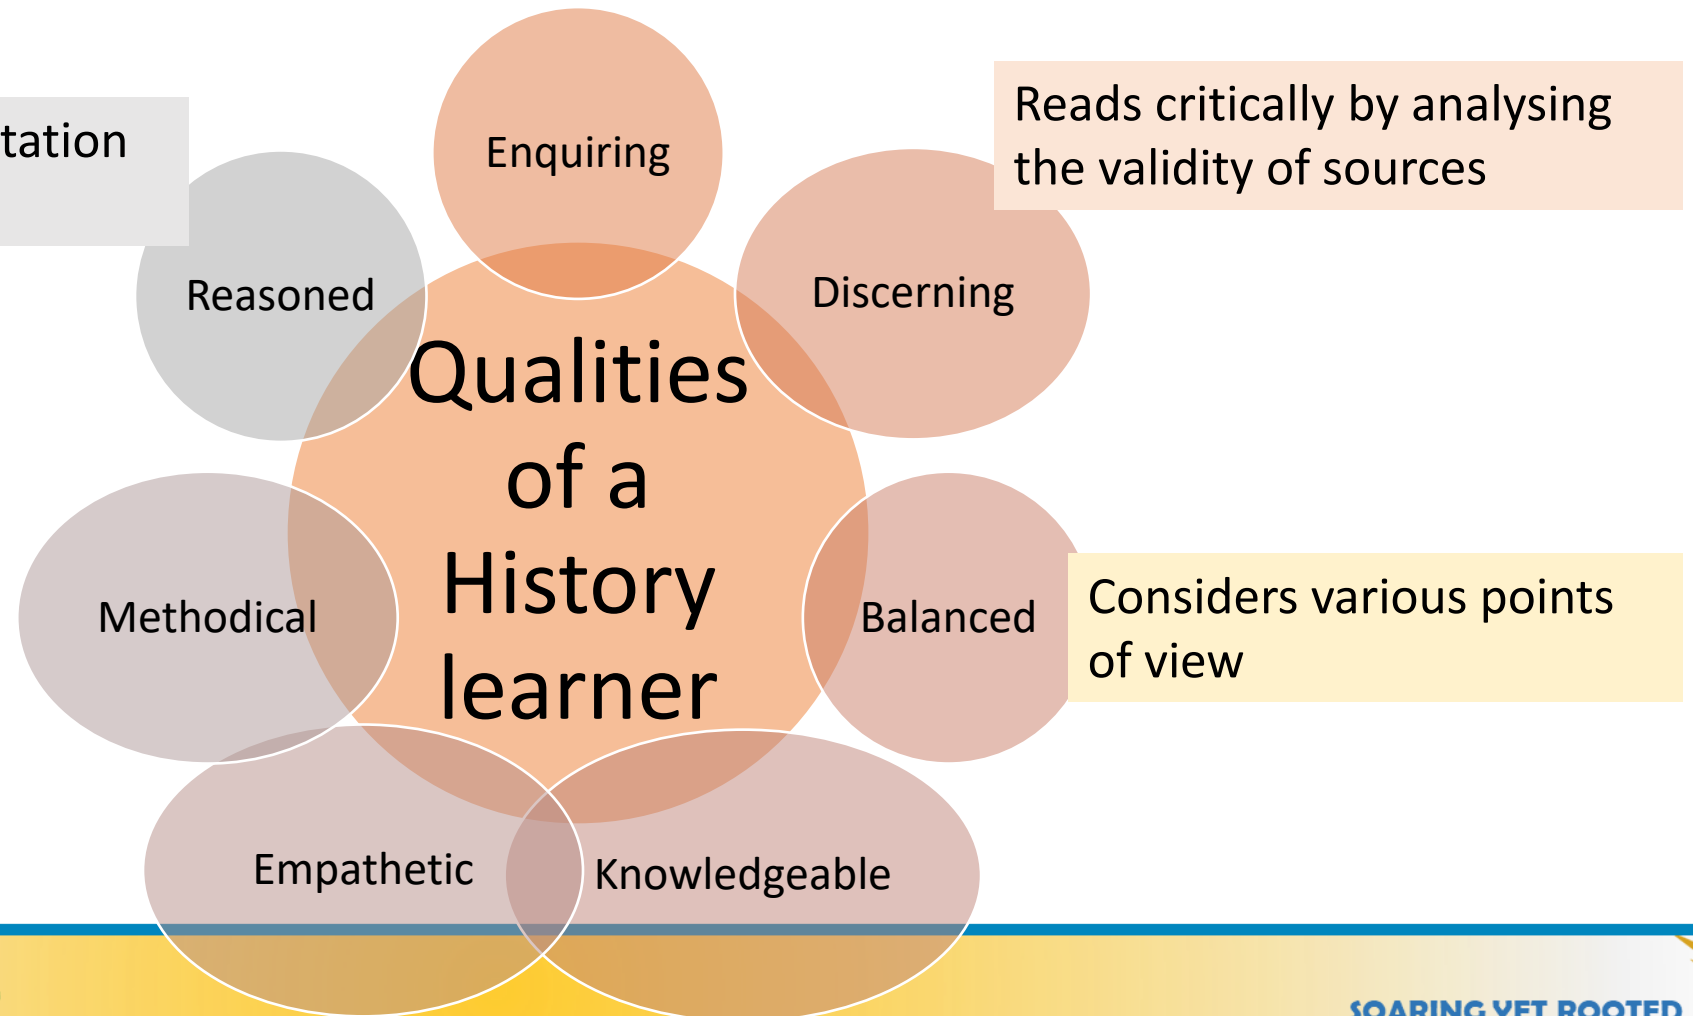 Enquiring
Reads critically by analysing
the validity of sources
Discerning
Considers various points
of view
Balanced
Knowledgeable
Empathetic
Methodical
Reasoned
Qualities
of a
History
learner
SOARING YET ROOTED